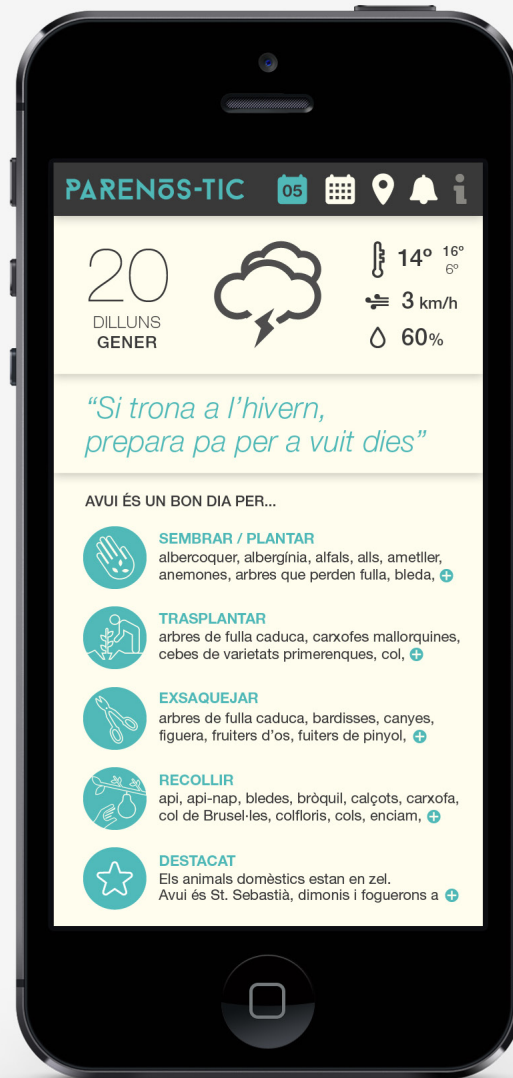 PARENŌS-TIC 05
20
DILLUNS
GENER
14º 16º
6º
3 km/h
60%
“Si trona a l’hivern,
prepara pa per a vuit dies”
AVUI ÉS UN BON DIA PER...
SEMBRAR / PLANTAR
albercoquer, albergínia, alfals, alls, ametller,
anemones, arbres que perden fulla, bleda,
TRASPLANTAR
arbres de fulla caduca, carxofes mallorquines,
cebes de varietats primerenques, col,
EXSAQUEJAR
arbres de fulla caduca, bardisses, canyes,
figuera, fruiters d’os, fuiters de pinyol,
RECOLLIR
api, api-nap, bledes, bròquil, calçots, carxofa,
col de Brusel·les, colfloris, cols, enciam,
DESTACAT
Els animals domèstics estan en zel.
Avui és St. Sebastià, dimonis i foguerons a